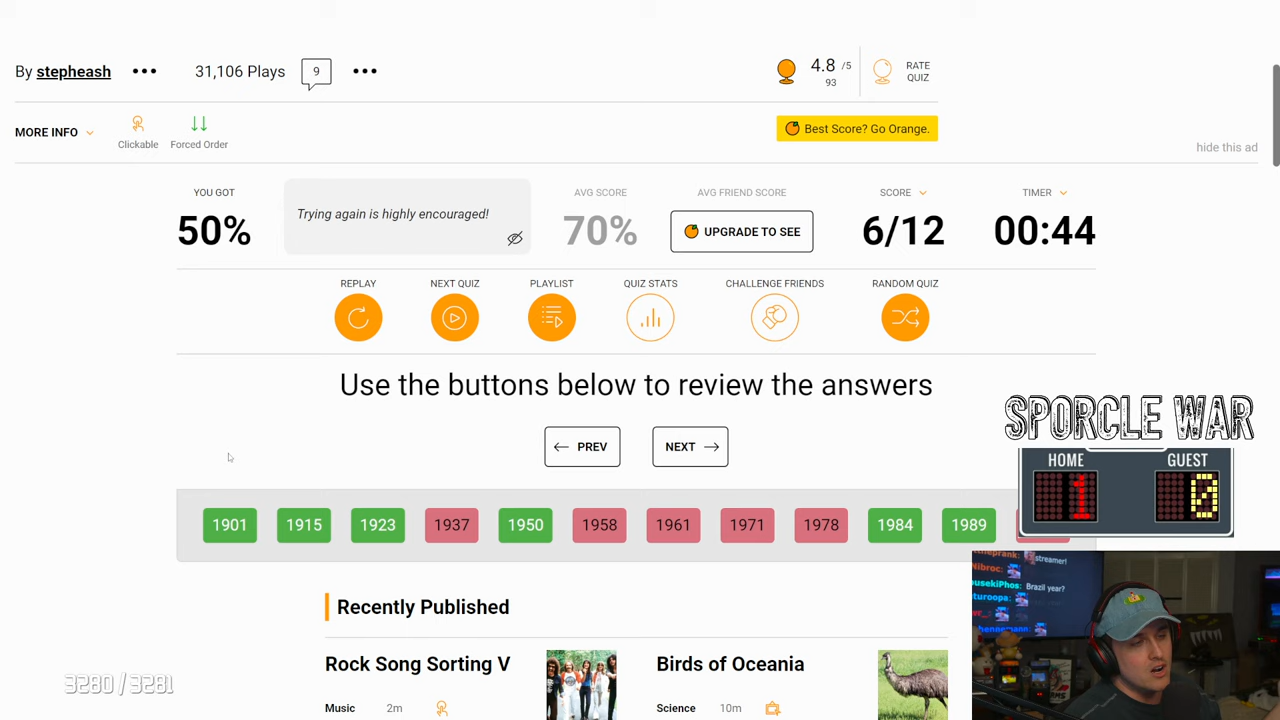 By stepheash ••• 31,106 Plays 9 •••
4.8 /5
93
RATE
QUIZ
MORE INFO
Clickable
Forced Order
Best Score? Go Orange.
hide this ad
YOU GOT
50%
Trying again is highly encouraged!
AVG SCORE
70%
AVG FRIEND SCORE
UPGRADE TO SEE
SCORE
6/12
TIMER
00:44
REPLAY
NEXT QUIZ
PLAYLIST
QUIZ STATS
CHALLENGE FRIENDS
RANDOM QUIZ
Use the buttons below to review the answers
PREV
NEXT
SPORCLE WAR
HOME
GUEST
1
0
1901 1915 1923 1937 1950 1958 1961 1971 1978 1984 1989
streamer!
Nibroc
Brazil year?
Recently Published
Rock Song Sorting V
Music 2m
Birds of Oceania
Science 10m
3280 / 3281